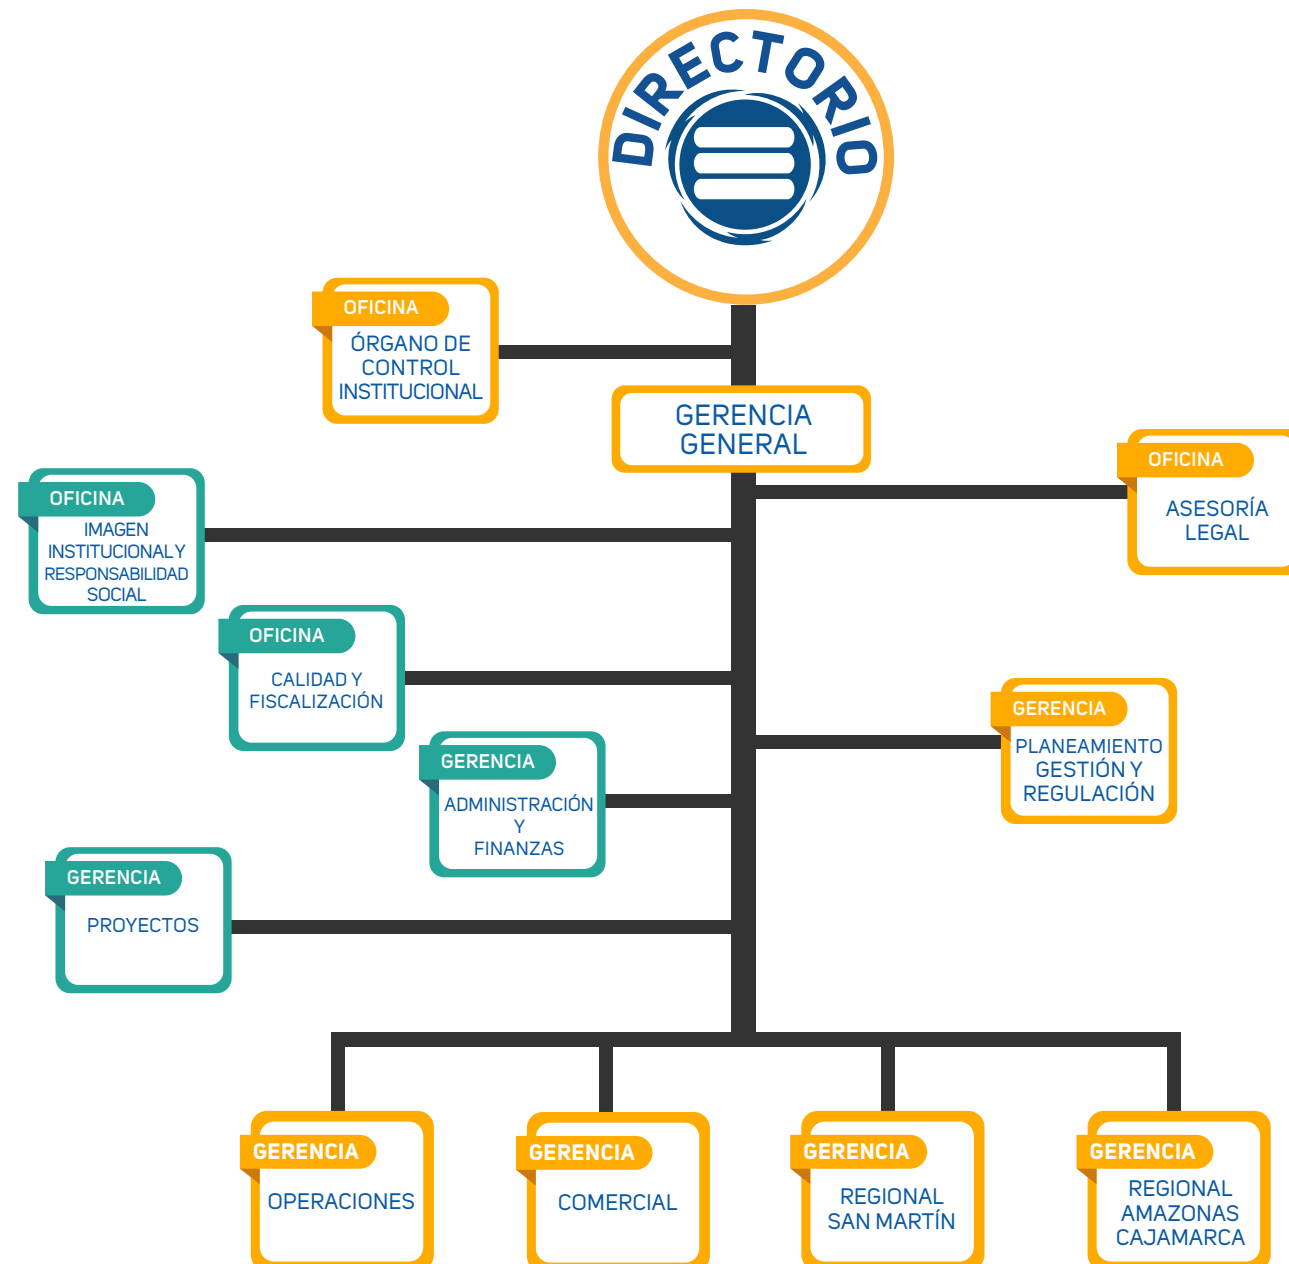 DIRECTORIO
OFICINA
ÓRGANO DE
CONTROL
INSTITUCIONAL
GERENCIA
GENERAL
OFICINA
ASESORÍA
LEGAL
OFICINA
IMAGEN
INSTITUCIONAL Y
RESPONSABILIDAD
SOCIAL
OFICINA
CALIDAD Y
FISCALIZACIÓN
GERENCIA
PLANEAMIENTO
GESTIÓN Y
REGULACIÓN
GERENCIA
ADMINISTRACIÓN
Y
FINANZAS
GERENCIA
PROYECTOS
GERENCIA
OPERACIONES
GERENCIA
COMERCIAL
GERENCIA
REGIONAL
SAN MARTÍN
GERENCIA
REGIONAL
AMAZONAS
CAJAMARCA